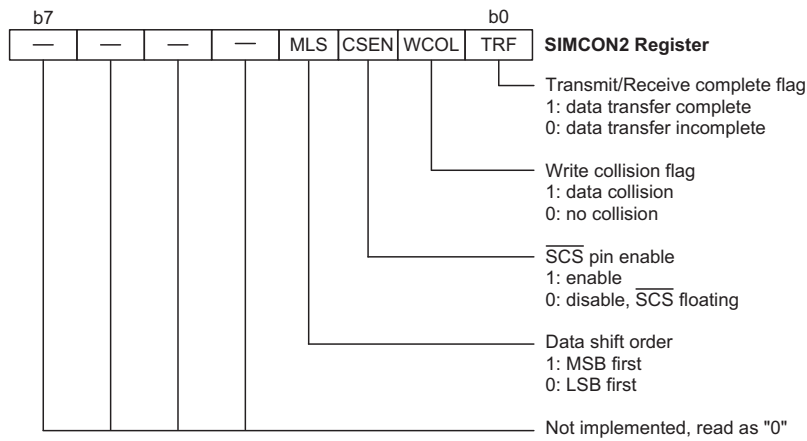 b7 b0
— — — — MLS CSEN WCOL TRF SIMCON2 Register
Transmit/Receive complete flag
1: data transfer complete
0: data transfer incomplete
Write collision flag
1: data collision
0: no collision
SCS pin enable
1: enable
0: disable, SCS floating
Data shift order
1: MSB first
0: LSB first
Not implemented, read as "0"